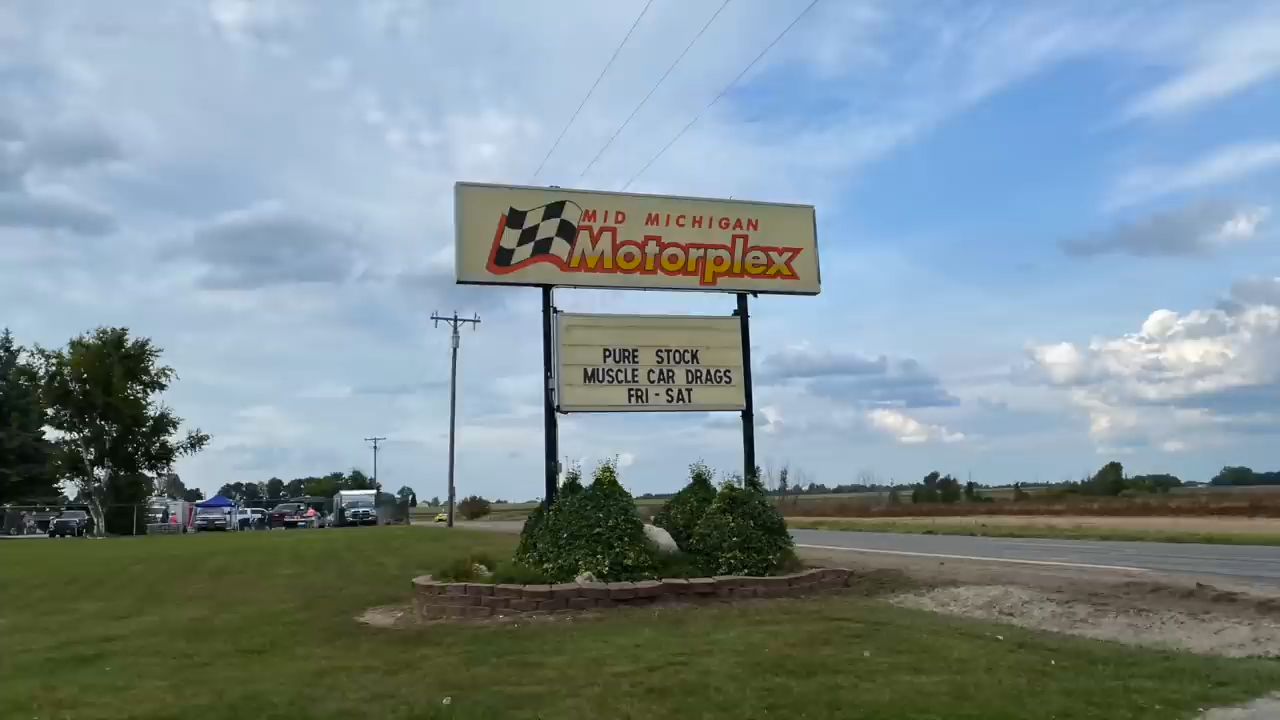 MID MICHIGAN
Motorplex
PURE STOCK
MUSCLE CAR DRAGS
FRI - SAT